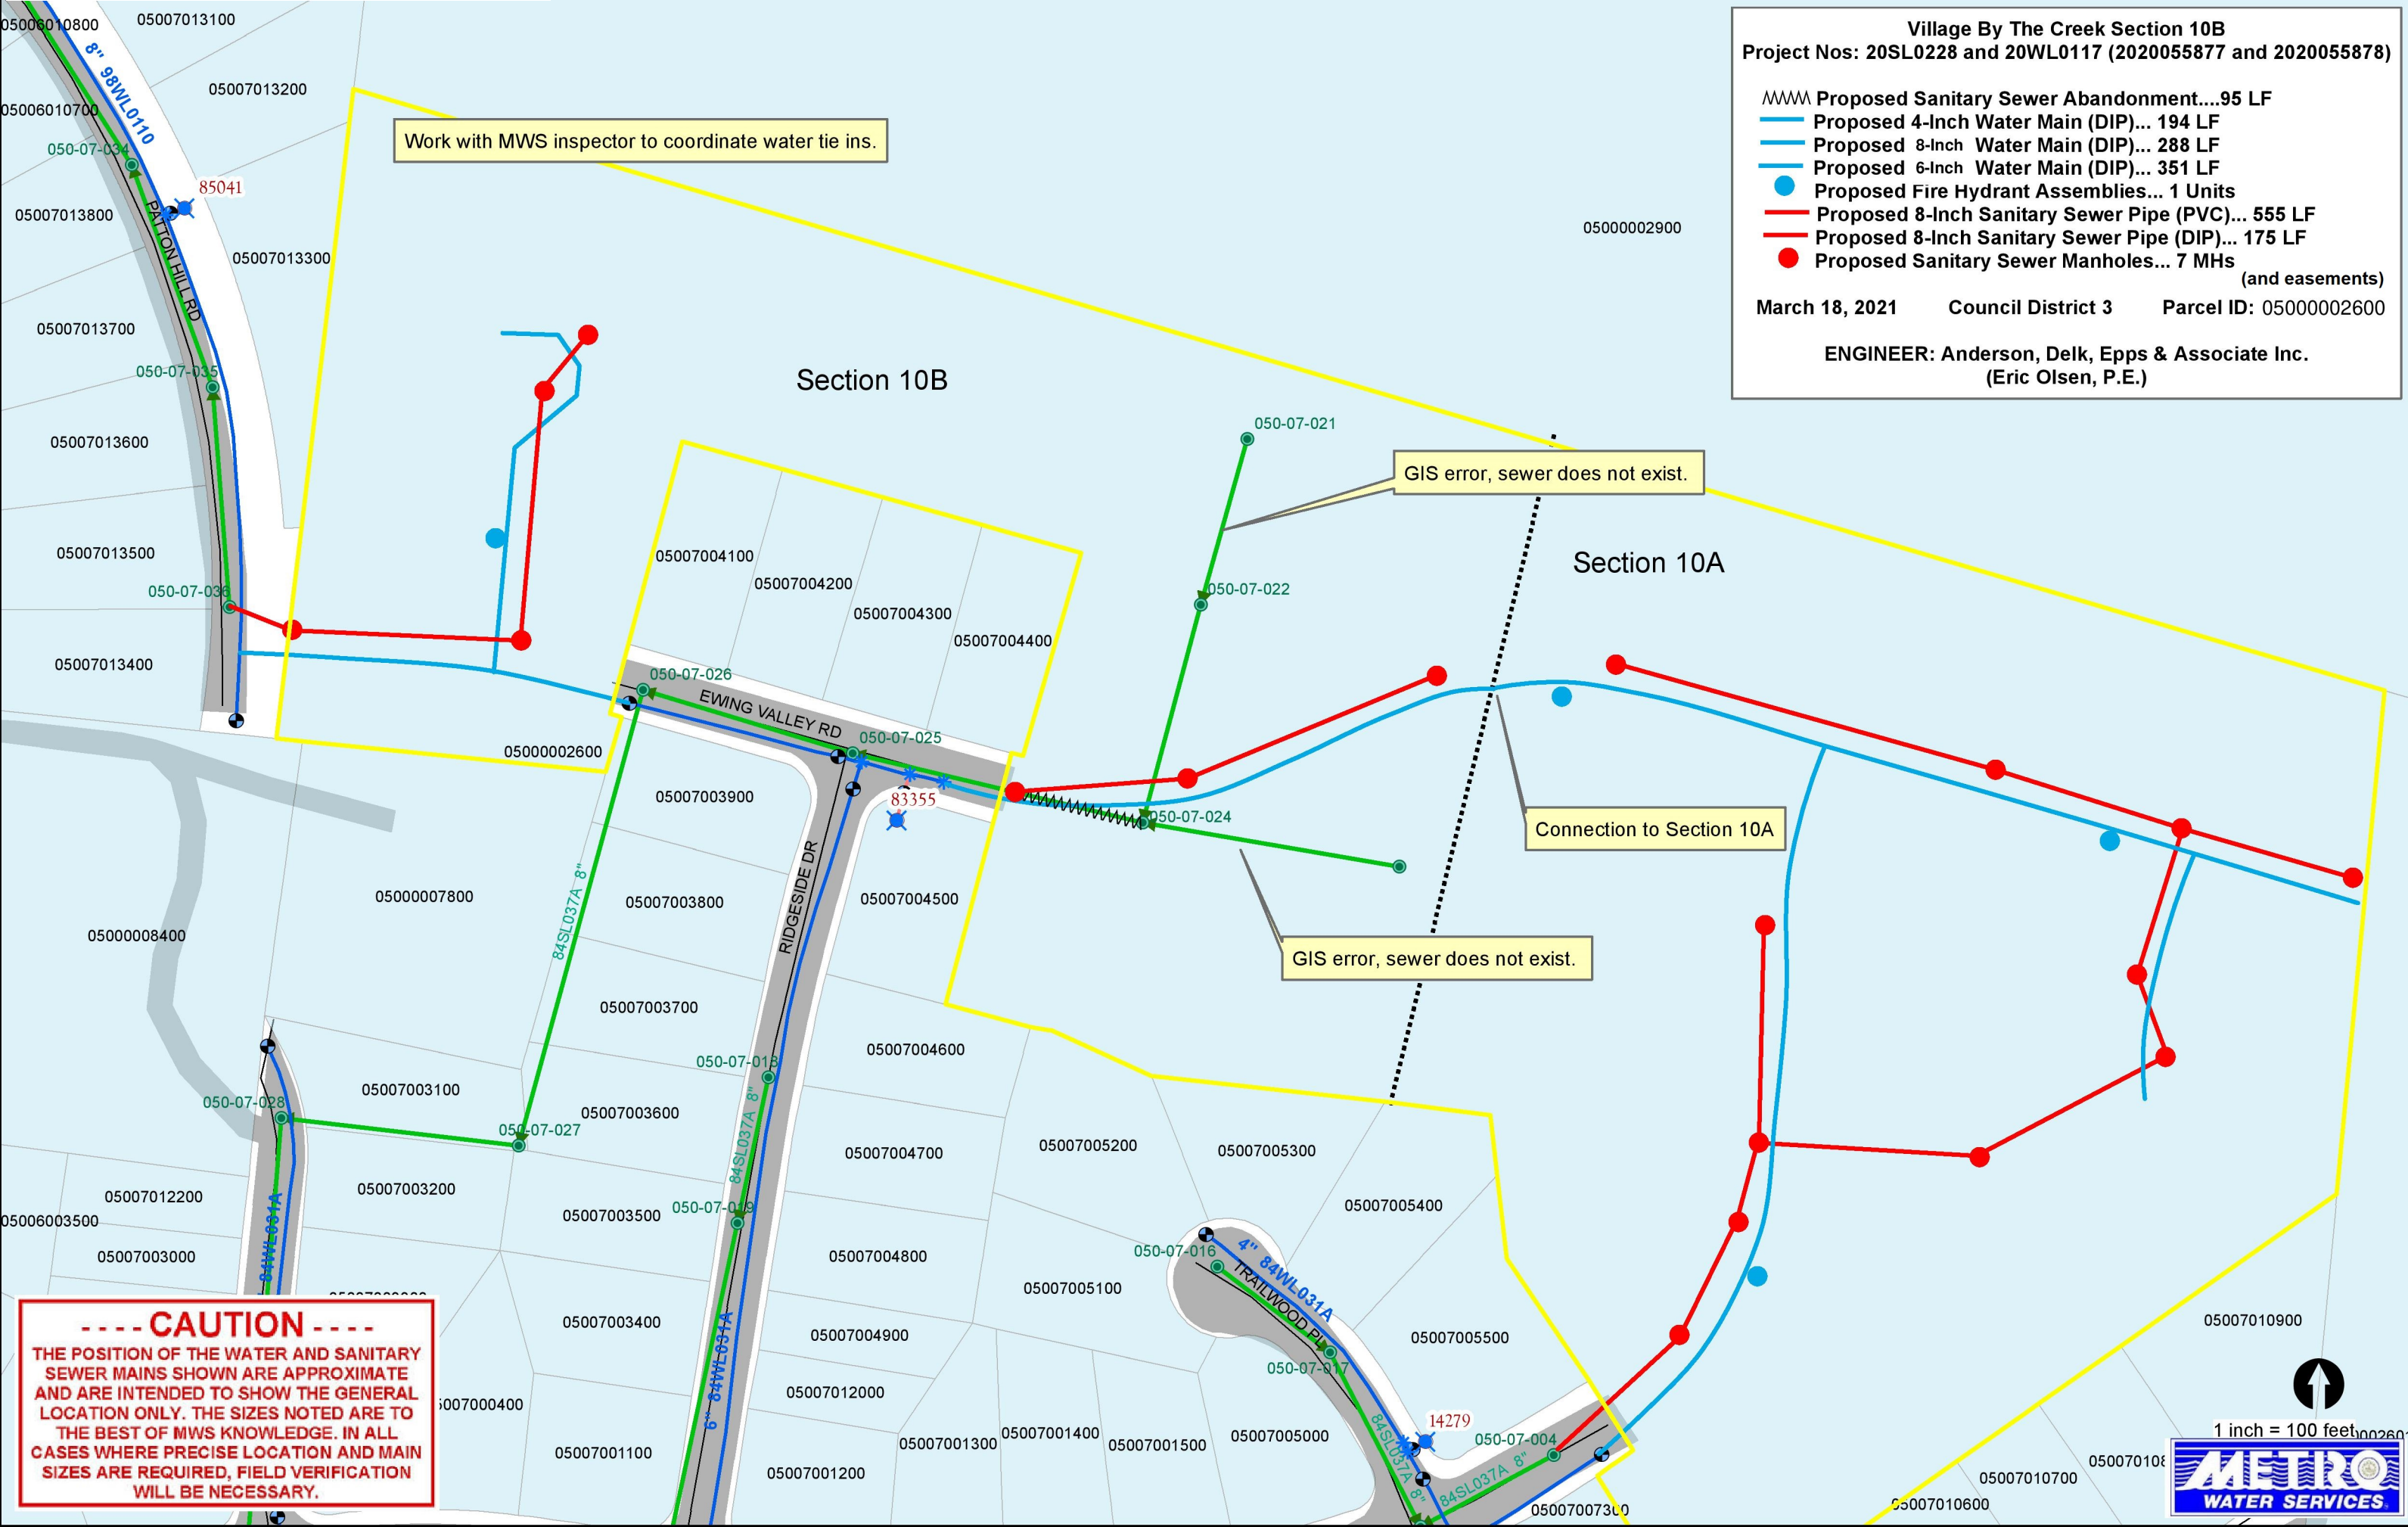 Village By The Creek Section 10B
Project Nos: 20SL0228 and 20WL0117 (2020055877 and 2020055878)
Proposed Sanitary Sewer Abandonment....95 LF
Proposed 4-Inch Water Main (DIP)... 194 LF
Proposed 8-Inch Water Main (DIP)... 288 LF
Proposed 6-Inch Water Main (DIP)... 351 LF
Proposed Fire Hydrant Assemblies... 1 Units
Proposed 8-Inch Sanitary Sewer Pipe (PVC)... 555 LF
Proposed 8-Inch Sanitary Sewer Pipe (DIP)... 175 LF
Proposed Sanitary Sewer Manholes... 7 MHs
(and easements)
March 18, 2021 Council District 3 Parcel ID: 05000002600
ENGINEER: Anderson, Delk, Epps & Associate Inc.
(Eric Olsen, P.E.)
05006010800
05007013100
8" 98WL0110
05007013200
05006010700
Work with MWS inspector to coordinate water tie ins.
050-07-034
85041
05007013800
PATTON HILL RD
05007013300
05000002900
05007013700
050-07-035
Section 10B
050-07-021
05007013600
GIS error, sewer does not exist.
05007013500
05007004100
05007004200
05007004300
05007004400
Section 10A
050-07-036
050-07-022
05007013400
050-07-026
EWING VALLEY RD
050-07-025
05000002600
05007003900
83355
050-07-024
Connection to Section 10A
05000007800
84SL037A 8"
05007003800
RIDGESIDE DR
05007004500
05000008400
GIS error, sewer does not exist.
05007003700
050-07-018
05007004600
05007003100
050-07-028
050-07-027
05007003600
84SL037A 8"
05007004700
05007005200
05007005300
05007012200
05007003200
05006003500
05007003500
050-07-019
05007005400
84WL031A
05007003000
05007004800
050-07-016
4" 84WL031A
TRAILWOOD PL
05007005100
05007003400
6" 84WL031A
05007004900
05007005500
050-07-017
05007010900
05007012000
5007000400
05007001100
05007001200
05007001300
05007001400
05007001500
05007005000
84SL037A 8"
14279
050-07-004
84SL037A 8"
05007007300
05007010600
05007010700
050070108
1 inch = 100 feet
METRO
WATER SERVICES
- - - - CAUTION - - - -
THE POSITION OF THE WATER AND SANITARY
SEWER MAINS SHOWN ARE APPROXIMATE
AND ARE INTENDED TO SHOW THE GENERAL
LOCATION ONLY. THE SIZES NOTED ARE TO
THE BEST OF MWS KNOWLEDGE. IN ALL
CASES WHERE PRECISE LOCATION AND MAIN
SIZES ARE REQUIRED, FIELD VERIFICATION
WILL BE NECESSARY.